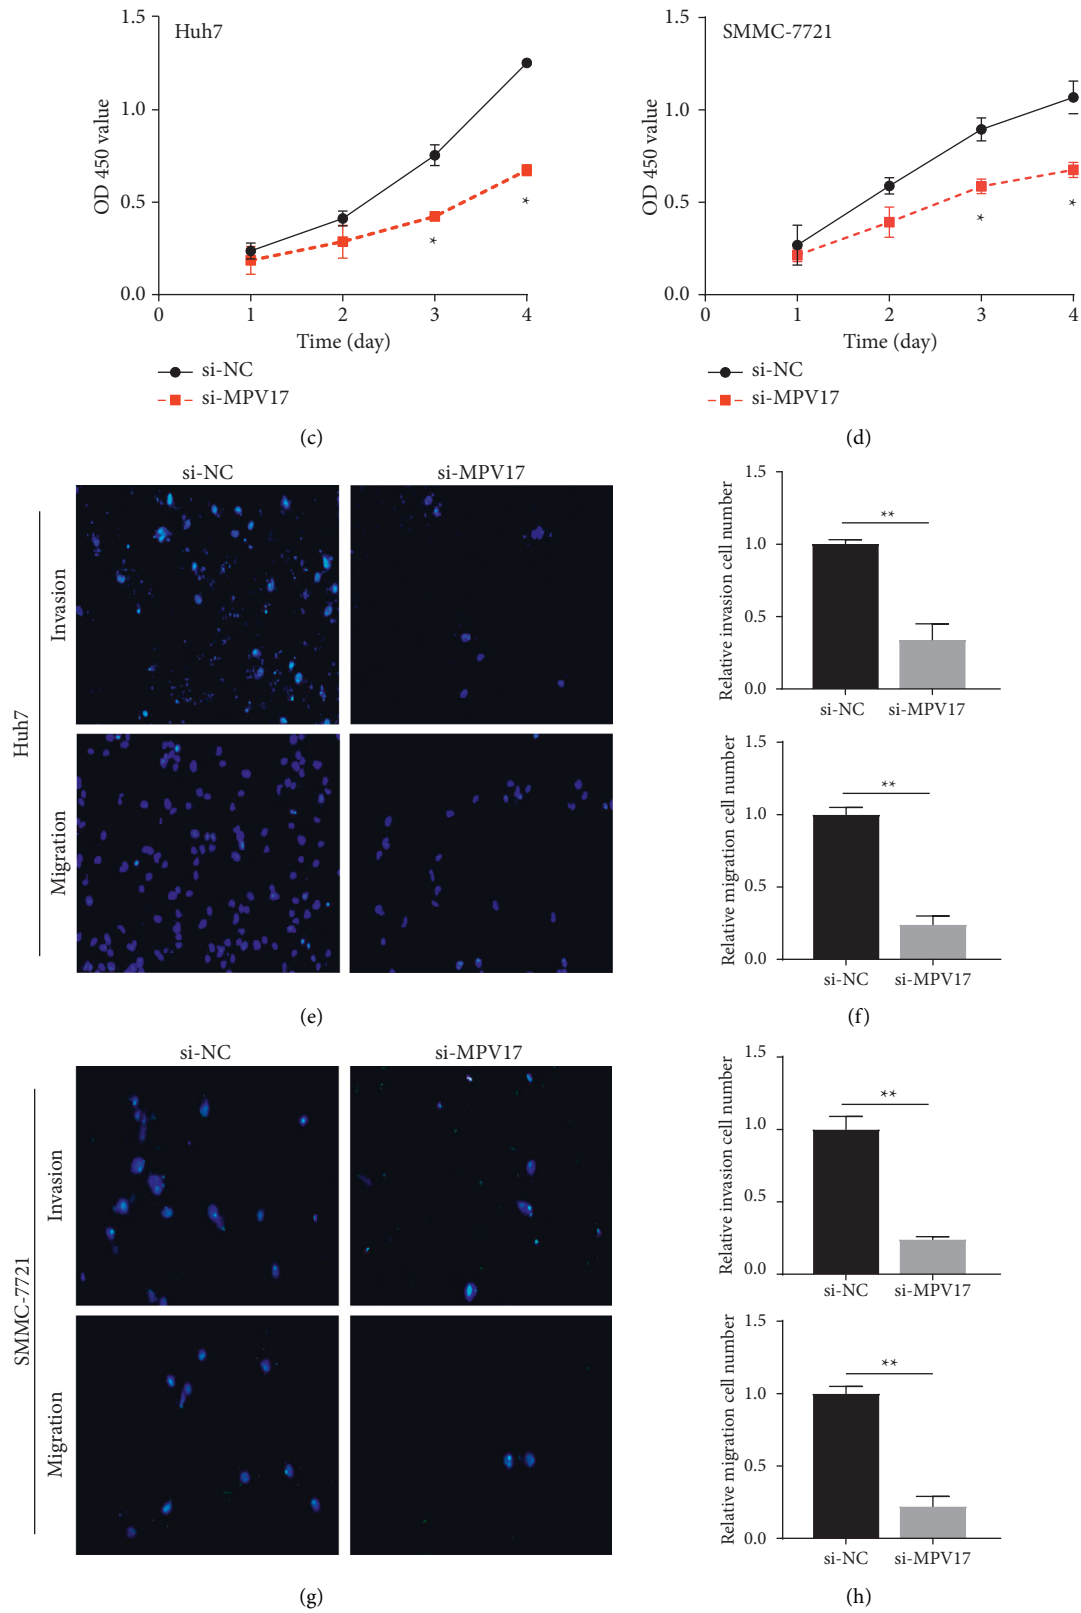 Huh7
OD 450 value
1.5
1.0
0.5
0.0
0 1 2 3 4
Time (day)
* *
si-NC
si-MPV17
(c)
SMMC-7721
OD 450 value
1.5
1.0
0.5
0.0
0 1 2 3 4
Time (day)
* *
si-NC
si-MPV17
(d)
si-NC si-MPV17
Huh7
Invasion
Migration
(e)
Relative invasion cell number
1.5
1.0
0.5
0.0
**
si-NC si-MPV17
Relative migration cell number
1.5
1.0
0.5
0.0
**
si-NC si-MPV17
(f)
si-NC si-MPV17
SMMC-7721
Invasion
Migration
(g)
Relative invasion cell number
1.5
1.0
0.5
0.0
**
si-NC si-MPV17
Relative migration cell number
1.5
1.0
0.5
0.0
**
si-NC si-MPV17
(h)